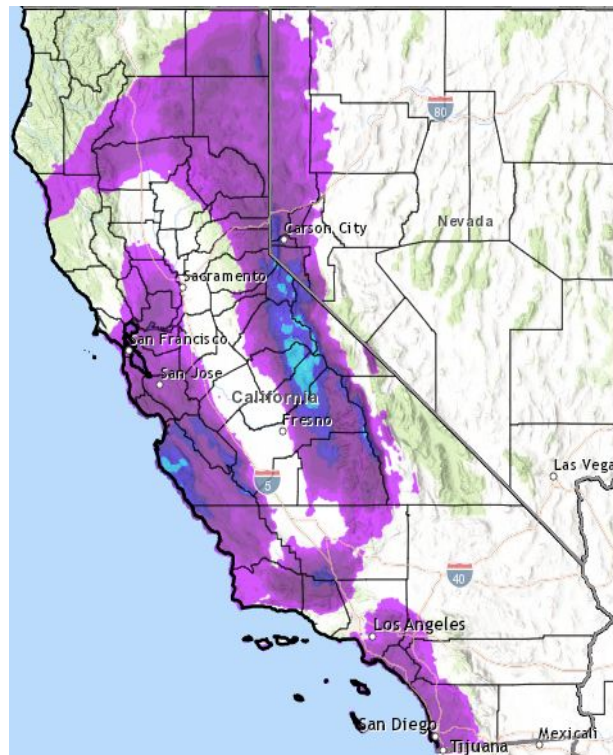 80
Nevada
Carson City
Sacramento
San Francisco
San Jose
California
Fresno
5
Las Vega
40
Los Angeles
San Diego
Tijuana
Mexicali